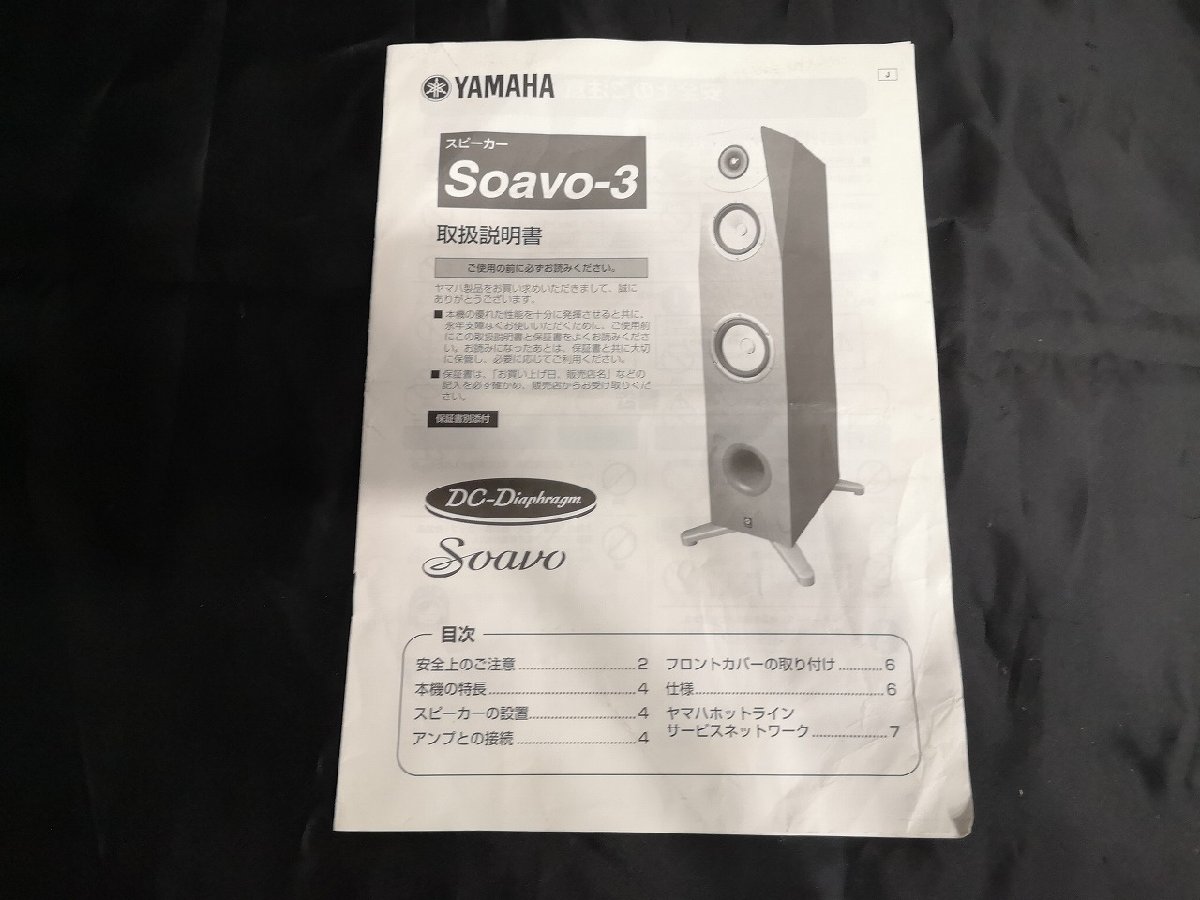 YAMAHA
J
スピーカー
Soavo-3
取扱説明書
ご使用の前に必ずお読みください。
ヤマハ製品をお買い求めいただきまして、誠に
ありがとうございます。
■ 本機の優れた性能を十分に発揮させると共に、
永年支障なくお使いいただくために、ご使用前
にこの取扱説明書と保証書をよくお読みくださ
い。お読みになったあとは、保証書と共に大切
に保管し、必要に応じてご利用ください。
■ 保証書は、「お買い上げ日、販売店名」などの
記入を必ず確かめ、販売店からお受け取りくだ
さい。
保証書別添付
DC-Diaphragm
Soavo
目次
安全上のご注意 ........................ 2
本機の特長 ........................ 4
スピーカーの設置 ........................ 4
アンプとの接続 ........................ 4
フロントカバーの取り付け ............ 6
仕様 ........................ 6
ヤマハホットライン
サービスネットワーク .................... 7